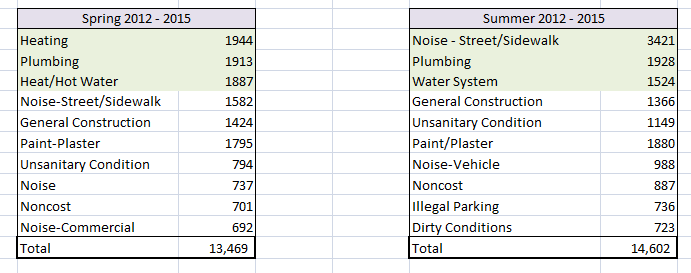 Spring 2012 - 2015
Heating 1944
Plumbing 1913
Heat/Hot Water 1887
Noise-Street/Sidewalk 1582
General Construction 1424
Paint-Plaster 1795
Unsanitary Condition 794
Noise 737
Noncost 701
Noise-Commercial 692
Total 13,469
Summer 2012 - 2015
Noise - Street/Sidewalk 3421
Plumbing 1928
Water System 1524
General Construction 1366
Unsanitary Condition 1149
Paint/Plaster 1880
Noise-Vehicle 988
Noncost 887
Illegal Parking 736
Dirty Conditions 723
Total 14,602